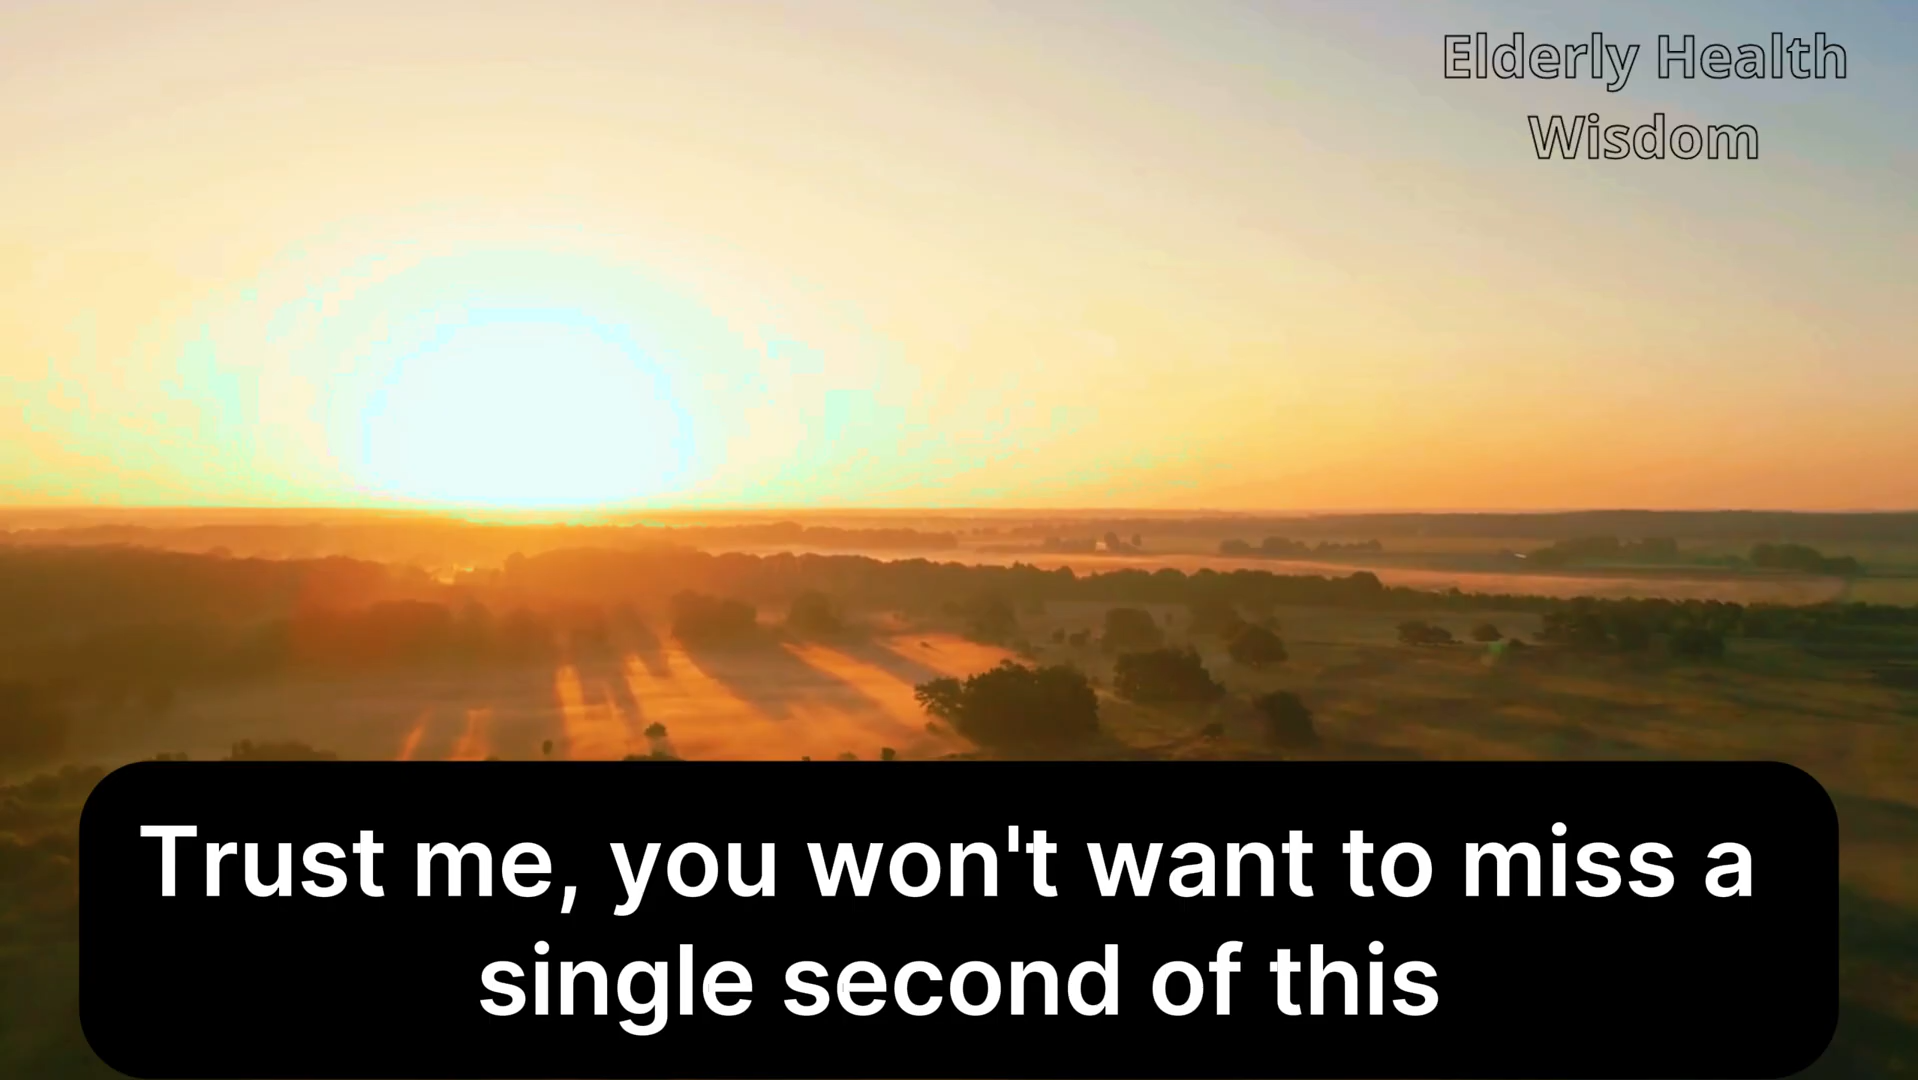 Elderly Health
Wisdom
Trust me, you won't want to miss a
single second of this